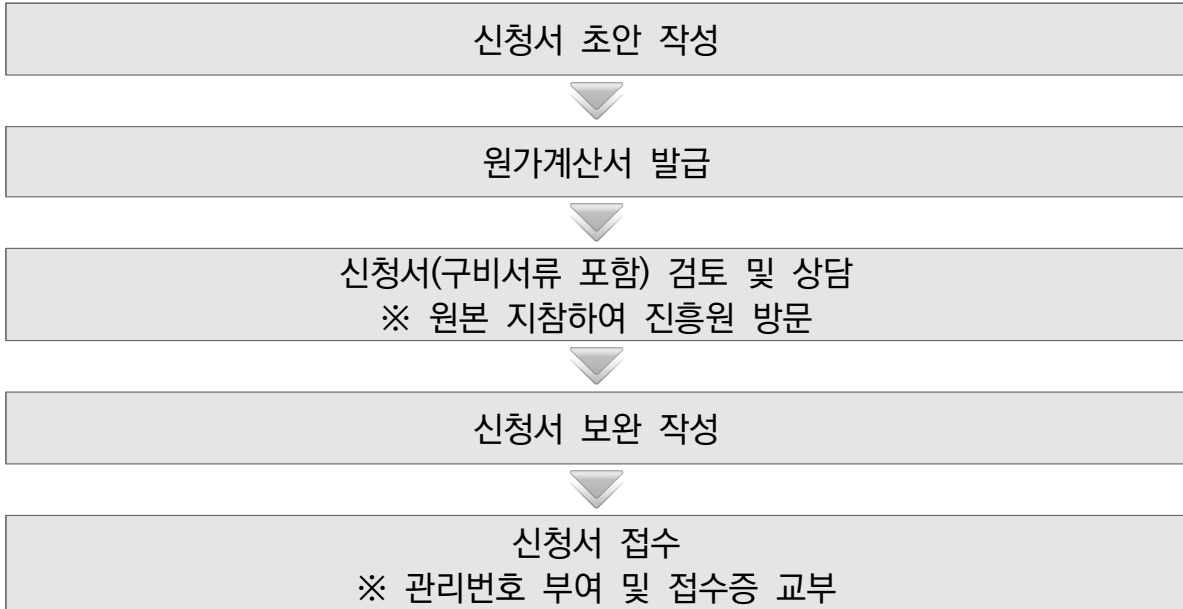 신청서 초안 작성
원가계산서 발급
신청서(구비서류 포함) 검토 및 상담
※ 원본 지참하여 진흥원 방문
신청서 보완 작성
신청서 접수
※ 관리번호 부여 및 접수증 교부